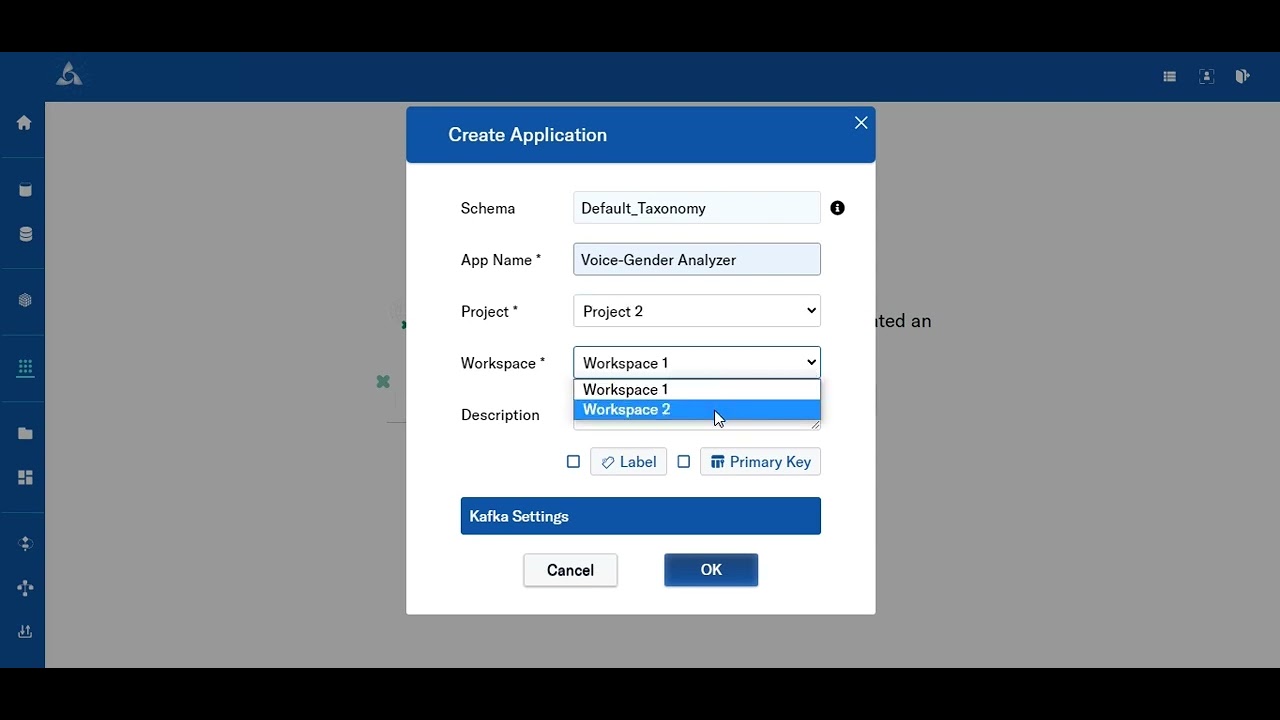 Create Application
Schema
Default_Taxonomy
App Name *
Voice-Gender Analyzer
Project *
Project 2
ated an
Workspace *
Workspace 1
Workspace 1
Workspace 2
Description
Label
Primary Key
Kafka Settings
Cancel
OK